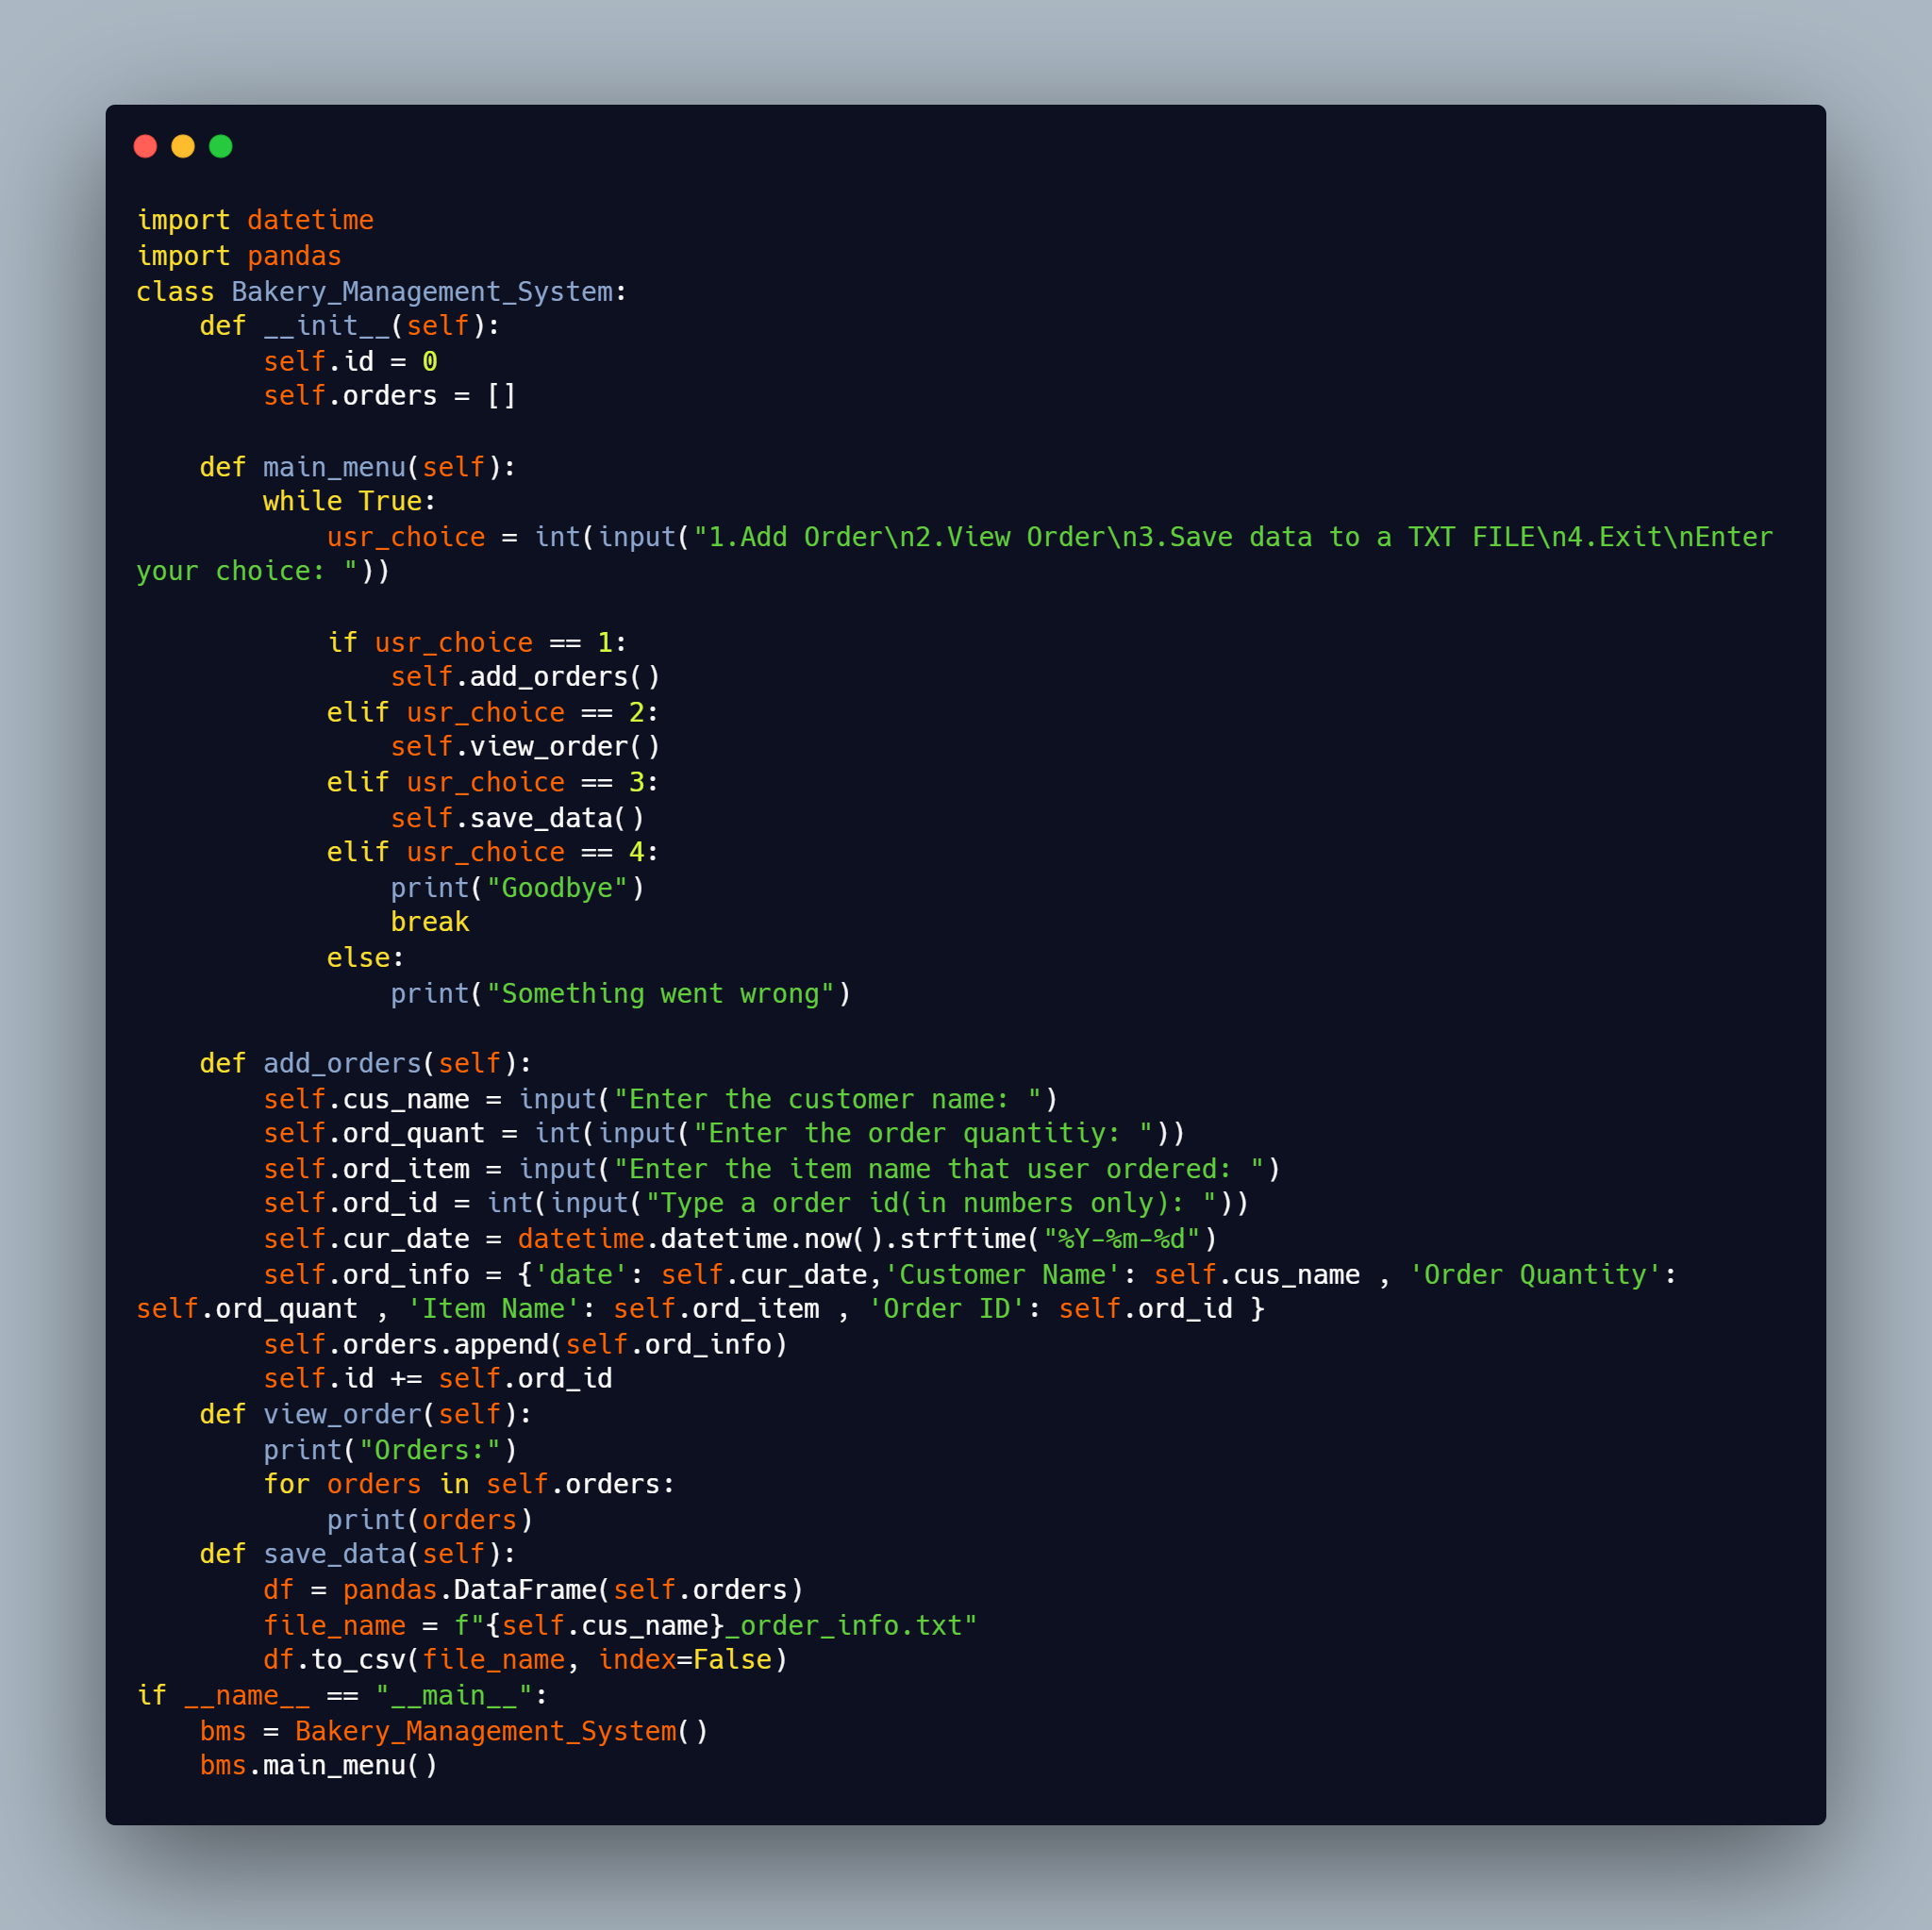 import datetime
import pandas
class Bakery_Management_System:
    def __init__(self):
        self.id = 0
        self.orders = []

    def main_menu(self):
        while True:
            usr_choice = int(input("1.Add Order\n2.View Order\n3.Save data to a TXT FILE\n4.Exit\nEnter
your choice: "))

            if usr_choice == 1:
                self.add_orders()
            elif usr_choice == 2:
                self.view_order()
            elif usr_choice == 3:
                self.save_data()
            elif usr_choice == 4:
                print("Goodbye")
                break
            else:
                print("Something went wrong")

    def add_orders(self):
        self.cus_name = input("Enter the customer name: ")
        self.ord_quant = int(input("Enter the order quantitiy: "))
        self.ord_item = input("Enter the item name that user ordered: ")
        self.ord_id = int(input("Type a order id(in numbers only): "))
        self.cur_date = datetime.datetime.now().strftime("%Y-%m-%d")
        self.ord_info = {'date': self.cur_date,'Customer Name': self.cus_name , 'Order Quantity':
self.ord_quant , 'Item Name': self.ord_item , 'Order ID': self.ord_id }
        self.orders.append(self.ord_info)
        self.id += self.ord_id
    def view_order(self):
        print("Orders:")
        for orders in self.orders:
            print(orders)
    def save_data(self):
        df = pandas.DataFrame(self.orders)
        file_name = f"{self.cus_name}_order_info.txt"
        df.to_csv(file_name, index=False)
if __name__ == "__main__":
    bms = Bakery_Management_System()
    bms.main_menu()